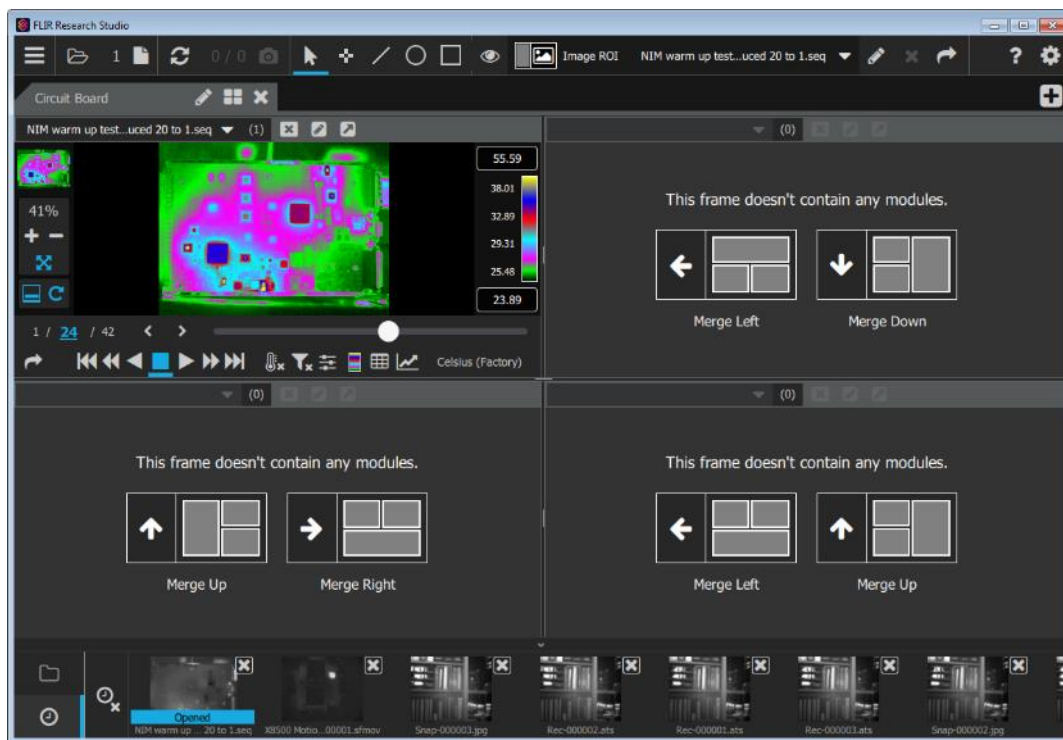 FLIR Research Studio
1
0 / 0
Image ROI
NIM warm up test...uced 20 to 1.seq
?
Circuit Board
NIM warm up test...uced 20 to 1.seq
(1)
41%
55.59
38.01
32.89
29.31
25.48
23.89
1 / 24 / 42
Celsius (Factory)
(0)
This frame doesn't contain any modules.
Merge Left
Merge Down
(0)
This frame doesn't contain any modules.
Merge Up
Merge Right
(0)
This frame doesn't contain any modules.
Merge Left
Merge Up
Opened
NIM warm up ... 20 to 1.seq
X8500 Motio...00001.sfmov
Snap-000003.jpg
Rec-000002.ats
Rec-000001.ats
Rec-000003.ats
Snap-000002.jpg